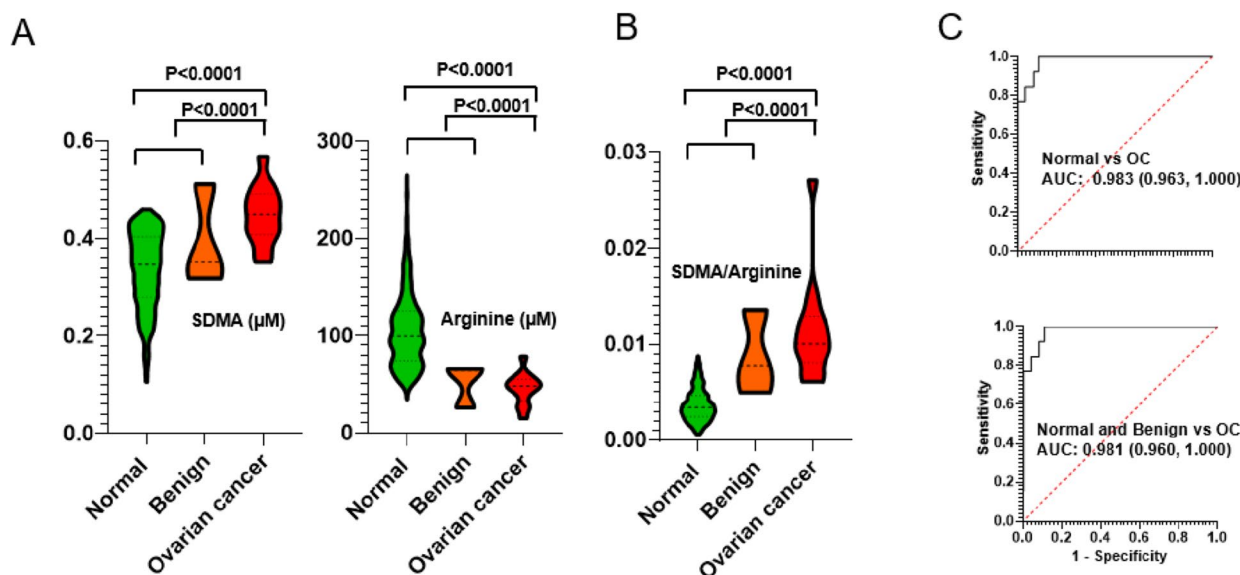 A
P<0.0001
P<0.0001
0.6
0.4
0.2
0.0
SDMA (µM)
Normal
Benign
Ovarian cancer
P<0.0001
P<0.0001
300
200
100
0
Arginine (µM)
Normal
Benign
Ovarian cancer
B
P<0.0001
P<0.0001
0.03
0.02
0.01
0.00
SDMA/Arginine
Normal
Benign
Ovarian cancer
C
Sensitivity
1.0
0.8
0.6
0.4
0.2
0.0
Normal vs OC
AUC: 0.983 (0.963, 1.000)
Sensitivity
1.0
0.8
0.6
0.4
0.2
0.0
Normal and Benign vs OC
AUC: 0.981 (0.960, 1.000)
0.0 0.2 0.4 0.6 0.8 1.0
1 - Specificity